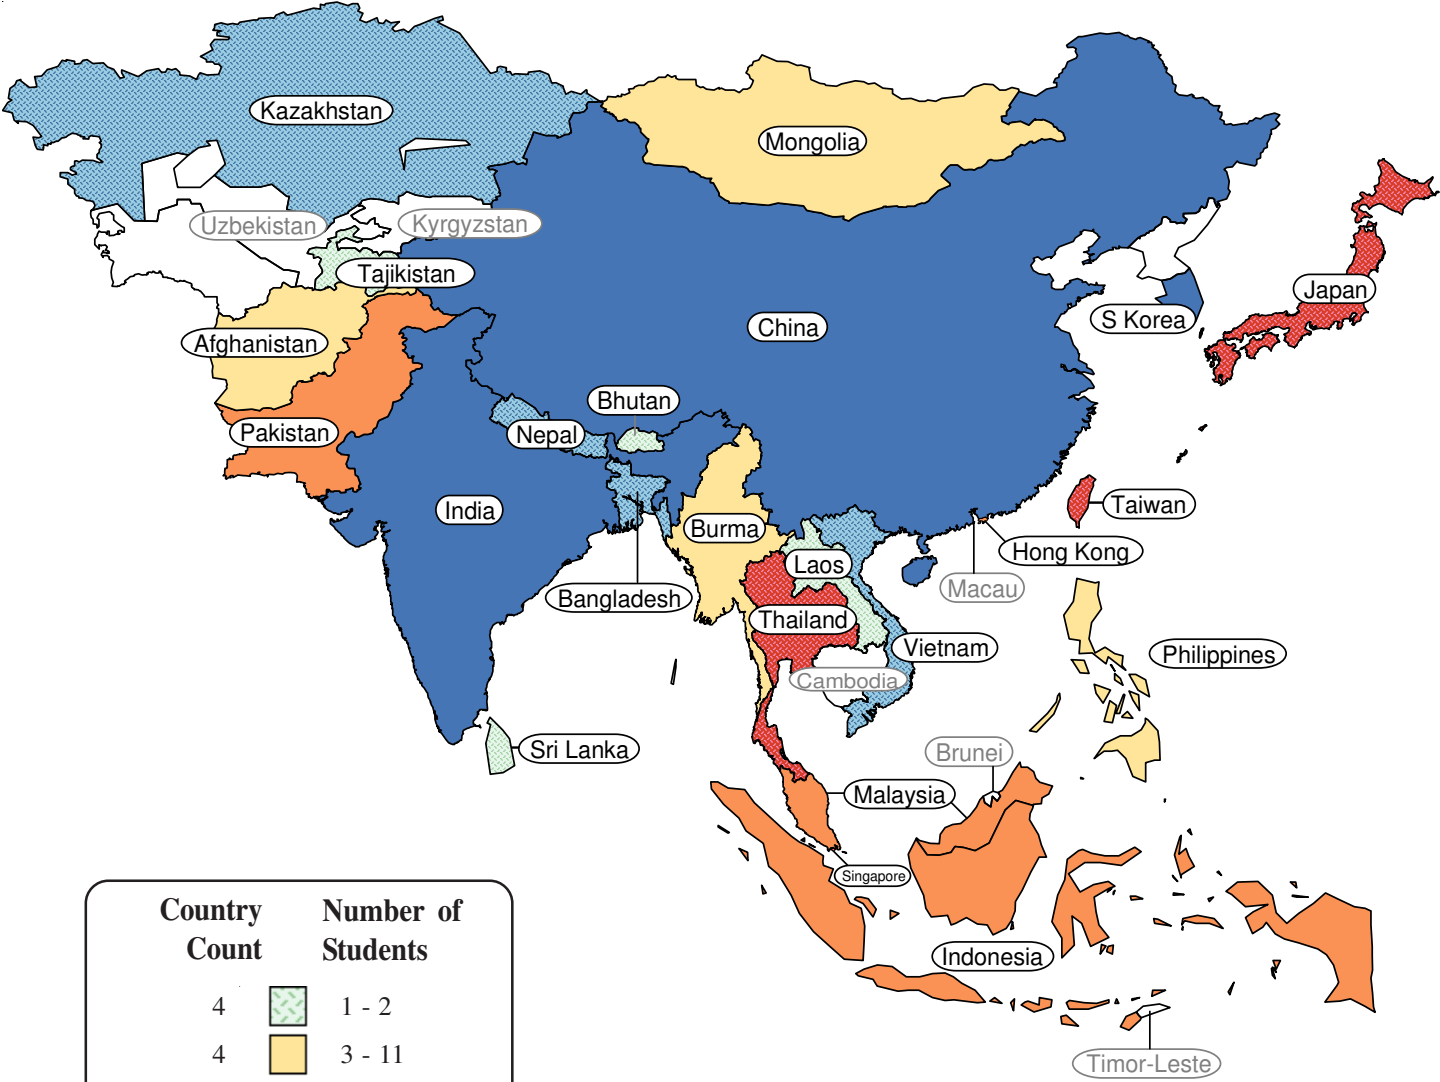 Kazakhstan
Mongolia
Uzbekistan
Kyrgyzstan
Tajikistan
Japan
China
S Korea
Afghanistan
Bhutan
Pakistan
Nepal
India
Taiwan
Burma
Hong Kong
Laos
Macau
Bangladesh
Thailand
Vietnam
Philippines
Cambodia
Sri Lanka
Brunei
Malaysia
Singapore
Indonesia
Timor-Leste
Country Number of
Count Students
4 1 - 2
4 3 - 11